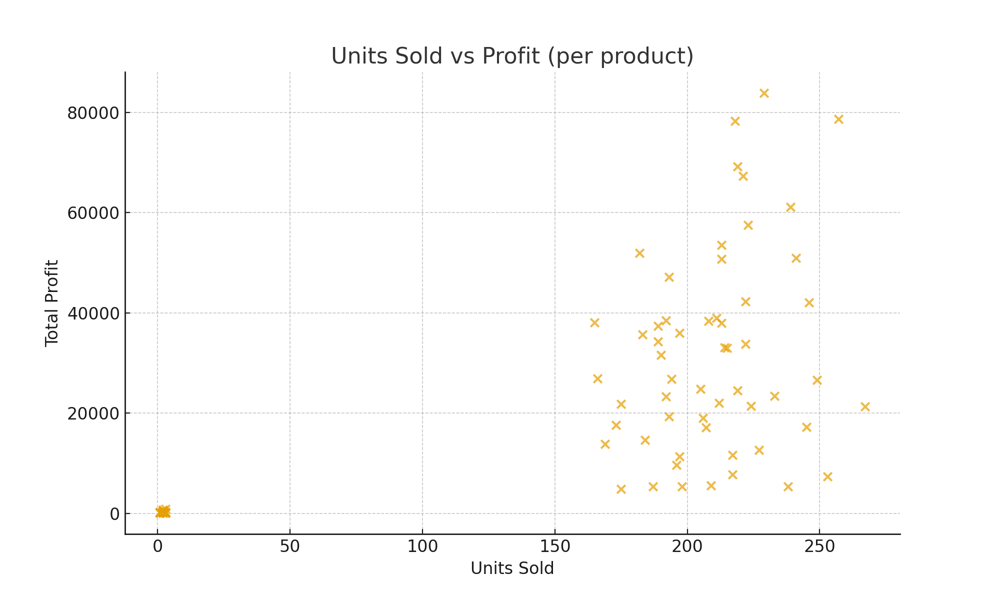 Units Sold vs Profit (per product)
80000
60000
40000
20000
0
Total Profit
0 50 100 150 200 250
Units Sold